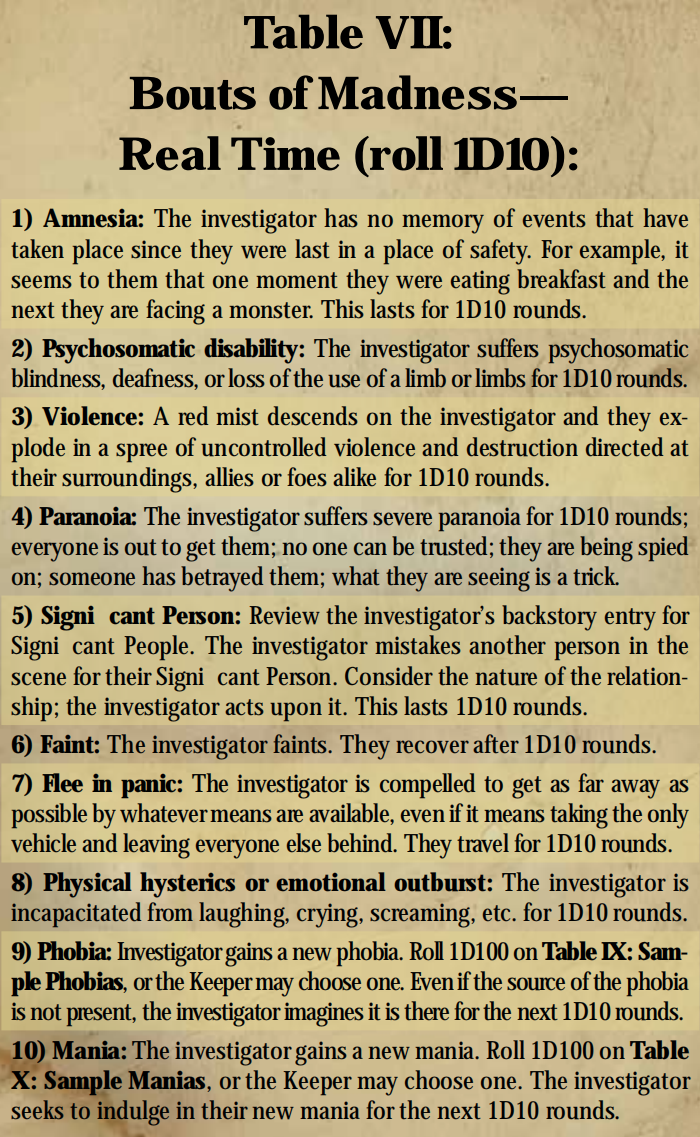 Table VII:
Bouts of Madness—
Real Time (roll 1D10):
1) Amnesia: The investigator has no memory of events that have
taken place since they were last in a place of safety. For example, it
seems to them that one moment they were eating breakfast and the
next they are facing a monster. This lasts for 1D10 rounds.
2) Psychosomatic disability: The investigator suffers psychosomatic
blindness, deafness, or loss of the use of a limb or limbs for 1D10 rounds.
3) Violence: A red mist descends on the investigator and they ex-
plode in a spree of uncontrolled violence and destruction directed at
their surroundings, allies or foes alike for 1D10 rounds.
4) Paranoia: The investigator suffers severe paranoia for 1D10 rounds;
everyone is out to get them; no one can be trusted; they are being spied
on; someone has betrayed them; what they are seeing is a trick.
5) Signi cant Person: Review the investigator's backstory entry for
Signi cant People. The investigator mistakes another person in the
scene for their Signi cant Person. Consider the nature of the relation-
ship; the investigator acts upon it. This lasts 1D10 rounds.
6) Faint: The investigator faints. They recover after 1D10 rounds.
7) Flee in panic: The investigator is compelled to get as far away as
possible by whatever means are available, even if it means taking the only
vehicle and leaving everyone else behind. They travel for 1D10 rounds.
8) Physical hysterics or emotional outburst: The investigator is
incapacitated from laughing, crying, screaming, etc. for 1D10 rounds.
9) Phobia: Investigator gains a new phobia. Roll 1D100 on Table IX: Sam-
ple Phobias, or the Keeper may choose one. Even if the source of the phobia
is not present, the investigator imagines it is there for the next 1D10 rounds.
10) Mania: The investigator gains a new mania. Roll 1D100 on Table
X: Sample Manias, or the Keeper may choose one. The investigator
seeks to indulge in their new mania for the next 1D10 rounds.